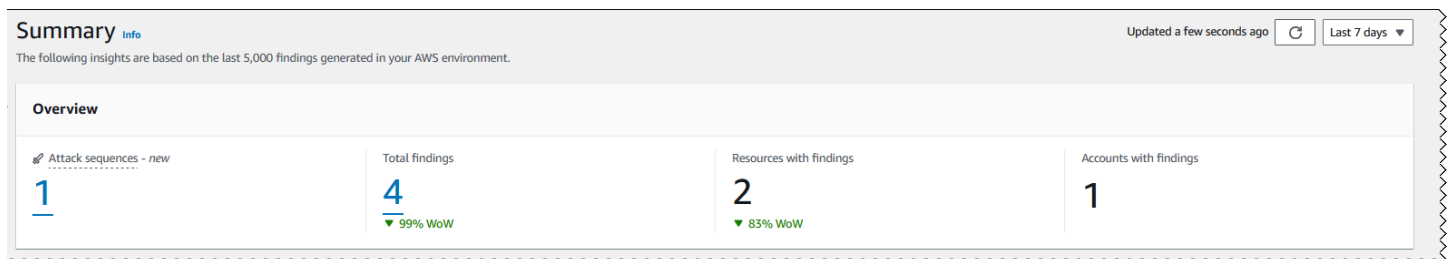 Summary Info
Updated a few seconds ago
Last 7 days
The following insights are based on the last 5,000 findings generated in your AWS environment.
Overview
Attack sequences - new
1
Total findings
4
99% WoW
Resources with findings
2
83% WoW
Accounts with findings
1